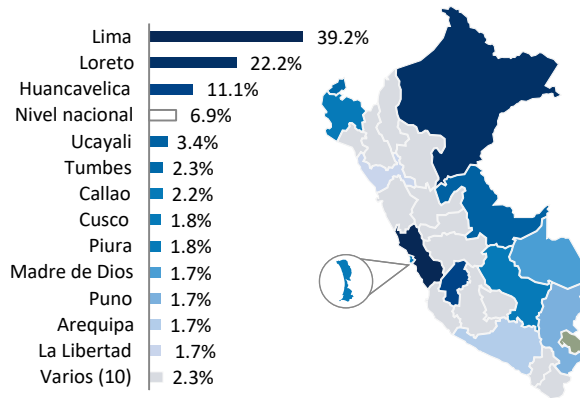 Lima 39.2%
Loreto 22.2%
Huancavelica 11.1%
Nivel nacional 6.9%
Ucayali 3.4%
Tumbes 2.3%
Callao 2.2%
Cusco 1.8%
Piura 1.8%
Madre de Dios 1.7%
Puno 1.7%
Arequipa 1.7%
La Libertad 1.7%
Varios (10) 2.3%